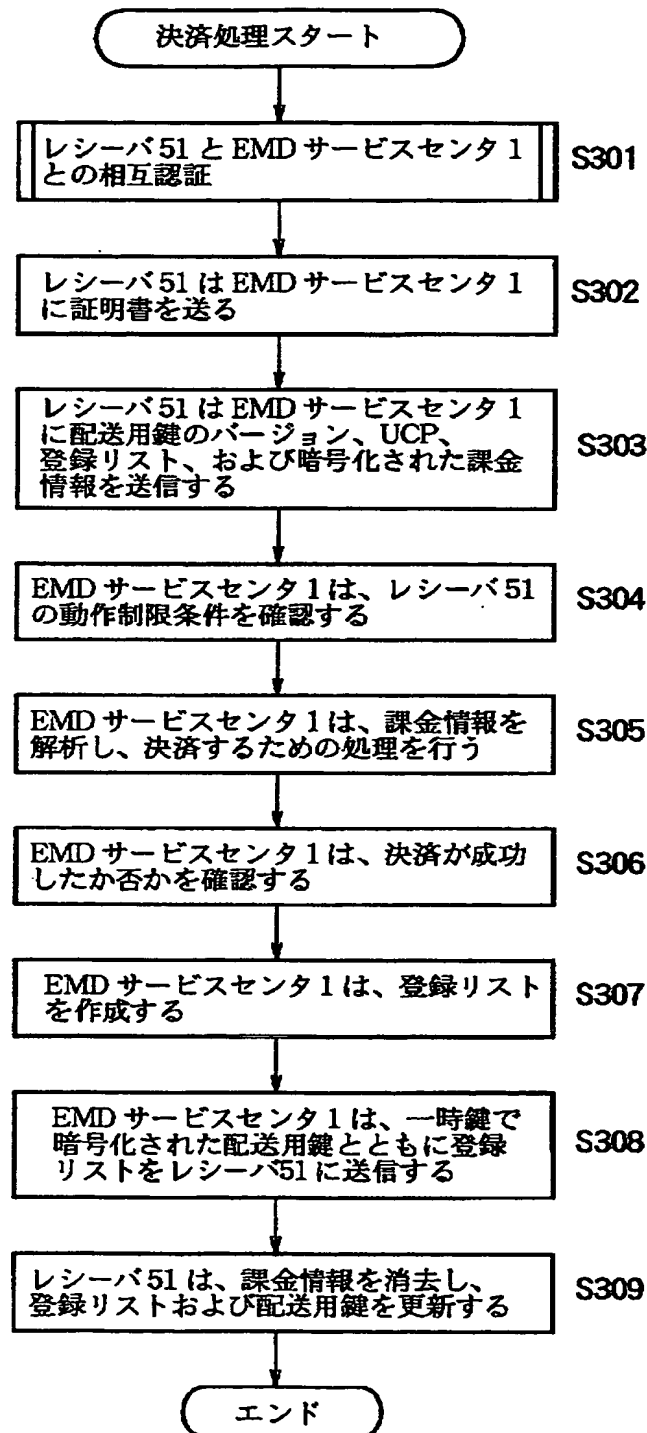 決済処理スタート
レシーバ51とEMDサービスセンタ1
との相互認証
S301
レシーバ51はEMDサービスセンタ1
に証明書を送る
S302
レシーバ51はEMDサービスセンタ1
に配送用鍵のバージョン、UCP、
登録リスト、および暗号化された課金
情報を送信する
S303
EMDサービスセンタ1は、レシーバ51
の動作制限条件を確認する
S304
EMDサービスセンタ1は、課金情報を
解析し、決済するための処理を行う
S305
EMDサービスセンタ1は、決済が成功
したか否かを確認する
S306
EMDサービスセンタ1は、登録リスト
を作成する
S307
EMDサービスセンタ1は、一時鍵で
暗号化された配送用鍵とともに登録
リストをレシーバ51に送信する
S308
レシーバ51は、課金情報を消去し、
登録リストおよび配送用鍵を更新する
S309
エンド